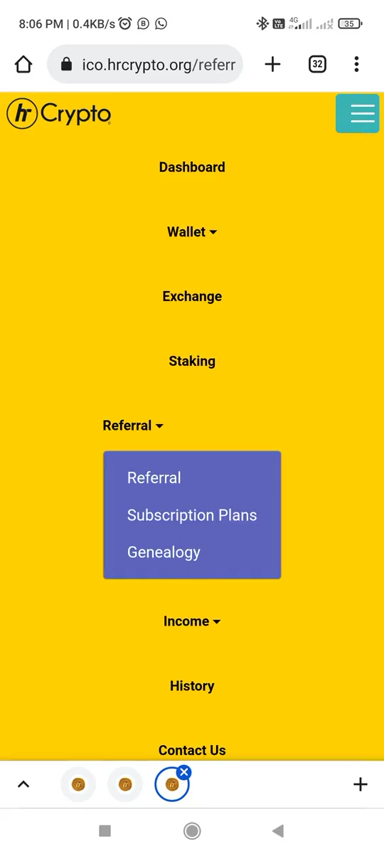 8:06 PM | 0.4KB/s
4G
35
ico.hrcrypto.org/referr
32
hr Crypto
Dashboard
Wallet
Exchange
Staking
Referral
Referral
Subscription Plans
Genealogy
Income
History
Contact Us